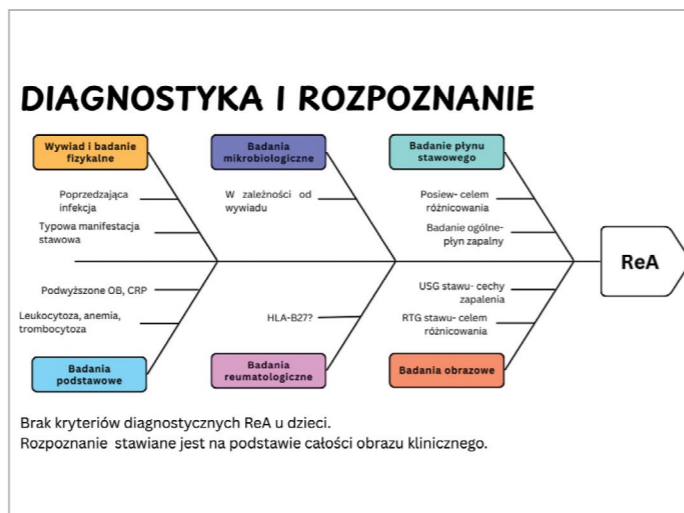 DIAGNOSTYKA I ROZPOZNANIE
Wywiad i badanie
fizykalne
Badania
mikrobiologiczne
Badanie płynu
stawowego
Poprzedzająca
infekcja
Typowa manifestacja
stawowa
W zależności od
wywiadu
Posiew- celem
różnicowania
Badanie ogólne-
płyn zapalny
ReA
Podwyższone OB, CRP
Leukocytoza, anemia,
trombocytoza
HLA-B27?
USG stawu- cechy
zapalenia
RTG stawu- celem
różnicowania
Badania
podstawowe
Badania
reumatologiczne
Badania obrazowe
Brak kryteriów diagnostycznych ReA u dzieci.
Rozpoznanie stawiane jest na podstawie całości obrazu klinicznego.